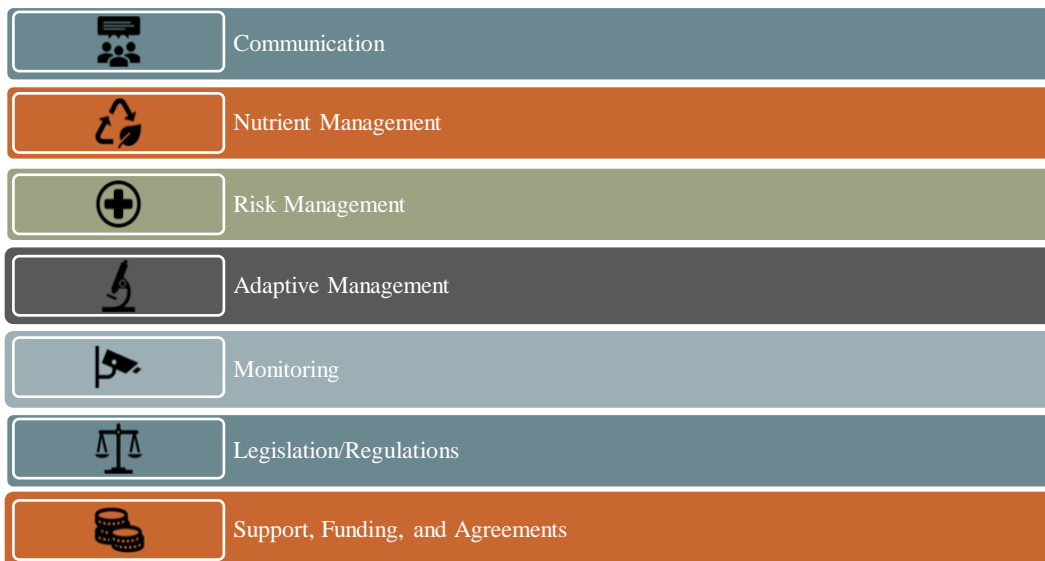 Communication
Nutrient Management
Risk Management
Adaptive Management
Monitoring
Legislation/Regulations
Support, Funding, and Agreements